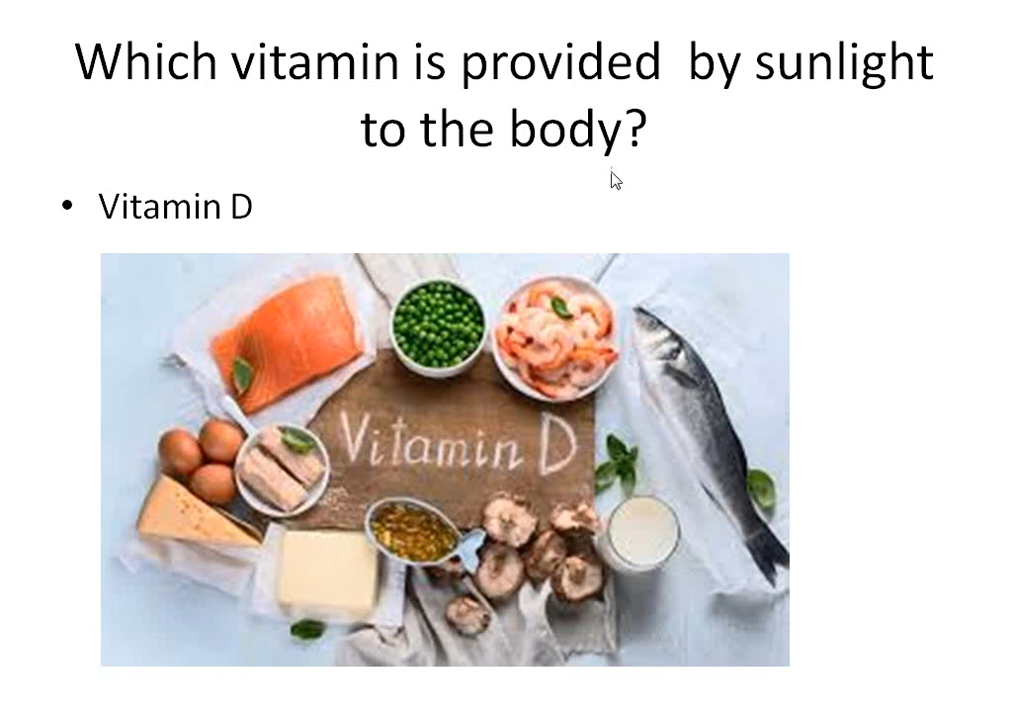 Which vitamin is provided  by sunlight
to the body?
• Vitamin D
Vitamin D